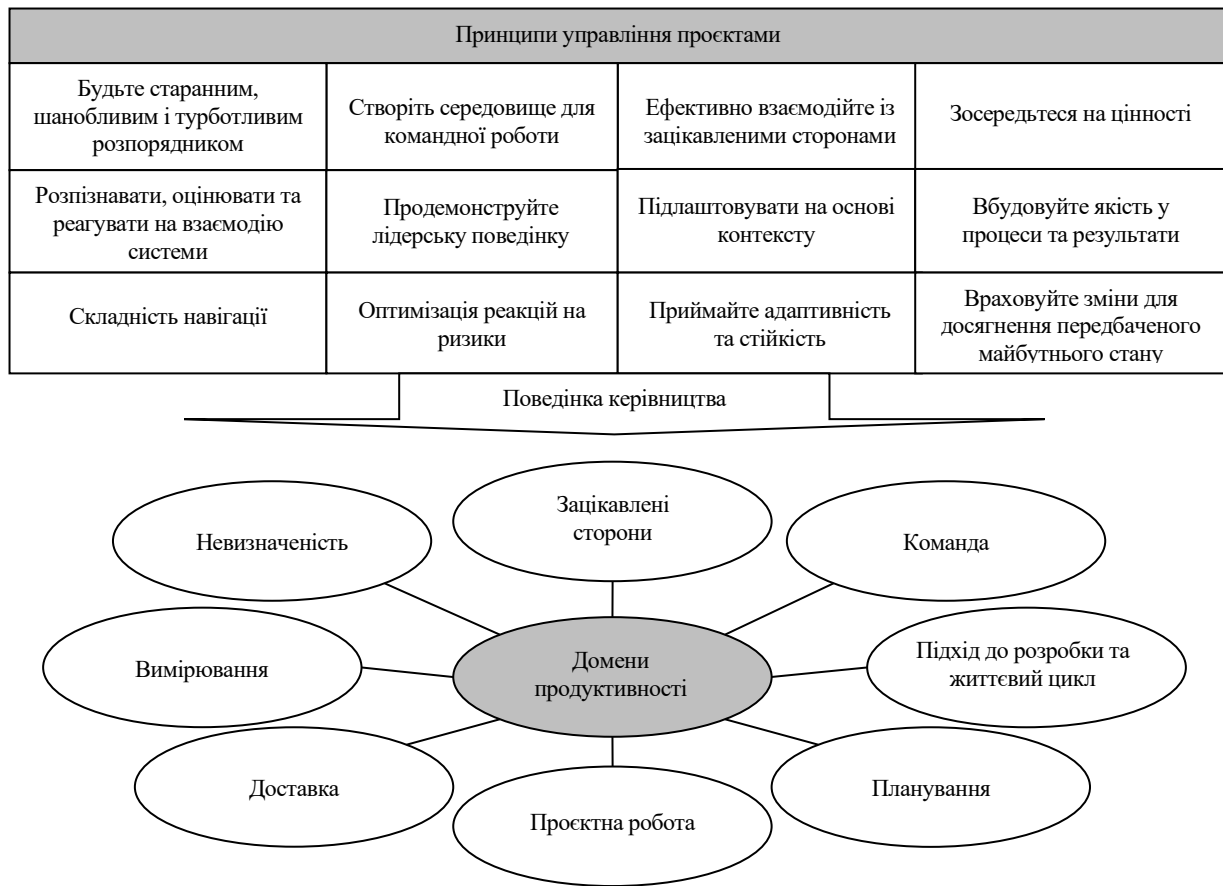 Принципи управління проєктами
Будьте старанним,
шанобливим і турботливим
розпорядником
Створіть середовище для
командної роботи
Ефективно взаємодійте із
зацікавленими сторонами
Зосередьтеся на цінності
Розпізнавати, оцінювати та
реагувати на взаємодію
системи
Продемонструйте
лідерську поведінку
Підлаштовувати на основі
контексту
Вбудовуйте якість у
процеси та результати
Складність навігації
Оптимізація реакцій на
ризики
Приймайте адаптивність
та стійкість
Враховуйте зміни для
досягнення передбаченого
майбутнього стану
Поведінка керівництва
Зацікавлені
сторони
Невизначеність
Команда
Вимірювання
Домени
продуктивності
Підхід до розробки та
життєвий цикл
Доставка
Проєктна робота
Планування